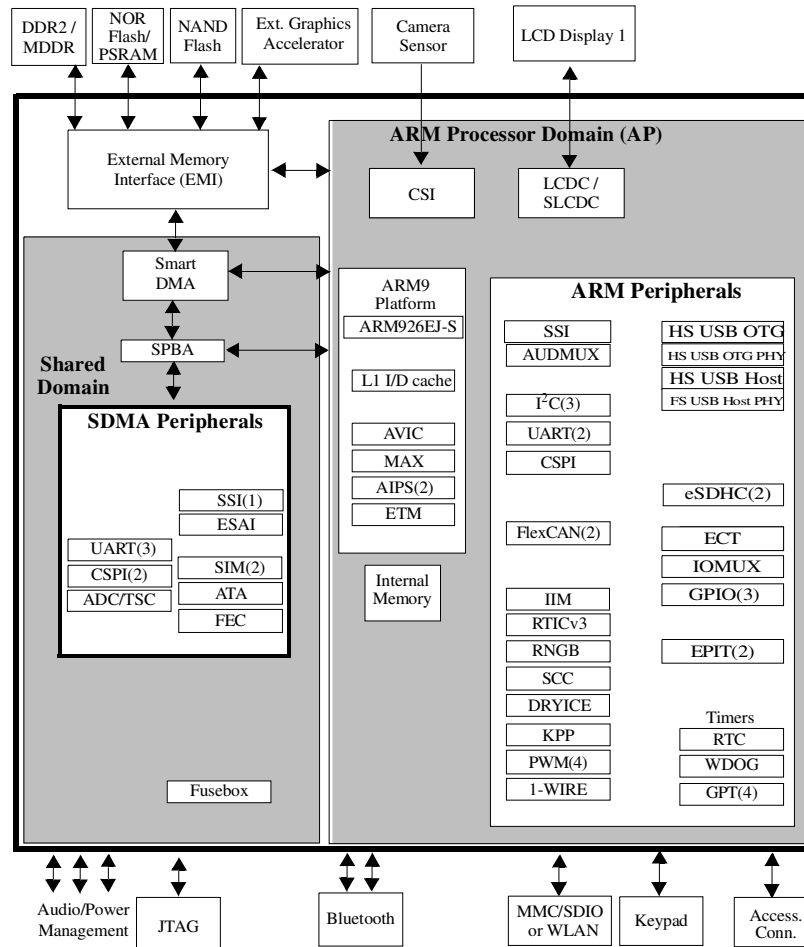 DDR2 /
MDDR
NOR
Flash/
PSRAM
NAND
Flash
Ext. Graphics
Accelerator
Camera
Sensor
LCD Display 1
External Memory
Interface (EMI)
ARM Processor Domain (AP)
CSI
LCDC /
SLCDC
Smart
DMA
SPBA
Shared
Domain
SDMA Peripherals
SSI(1)
ESAI
UART(3)
CSPI(2)
ADC/TSC
SIM(2)
ATA
FEC
Fusebox
ARM9
Platform
ARM926EJ-S
L1 I/D cache
AVIC
MAX
AIPS(2)
ETM
Internal
Memory
ARM Peripherals
SSI
AUDMUX
I²C(3)
UART(2)
CSPI
FlexCAN(2)
IIM
RTICv3
RNGB
SCC
DRYICE
KPP
PWM(4)
1-WIRE
HS USB OTG
HS USB OTG PHY
HS USB Host
FS USB Host PHY
eSDHC(2)
ECT
IOMUX
GPIO(3)
EPIT(2)
Timers
RTC
WDOG
GPT(4)
Audio/Power
Management
JTAG
Bluetooth
MMC/SDIO
or WLAN
Keypad
Access.
Conn.